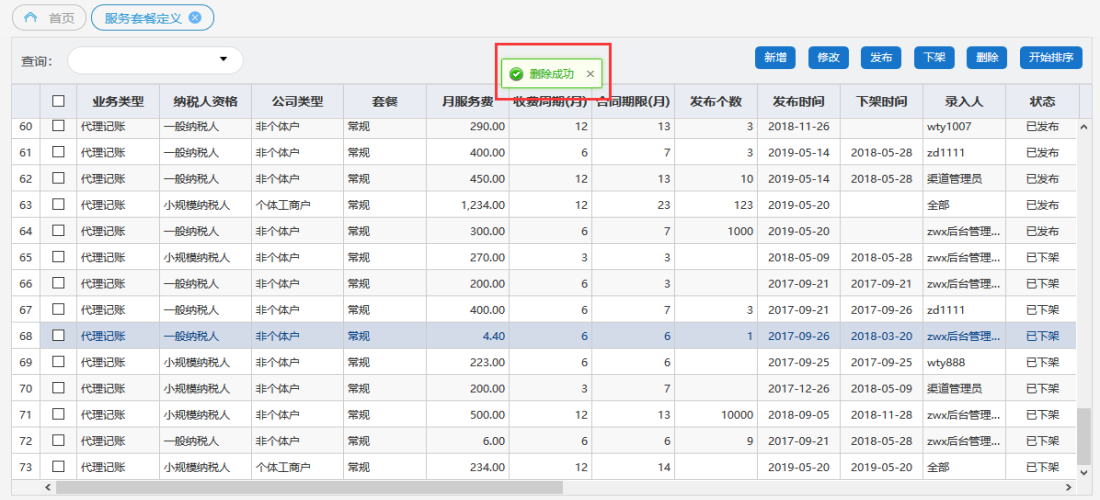 首页 服务套餐定义
查询：
新增 修改 发布 下架 删除 开始排序
删除成功
业务类型 纳税人资格 公司类型 套餐 月服务费 收费周期(月) 合同期限(月) 发布个数 发布时间 下架时间 录入人 状态
60 代理记账 一般纳税人 非个体户 常规 290.00 12 13 3 2018-11-26 wty1007 已发布
61 代理记账 一般纳税人 非个体户 常规 400.00 6 7 3 2019-05-14 2018-05-28 zd1111 已发布
62 代理记账 一般纳税人 非个体户 常规 450.00 12 13 10 2019-05-14 2018-05-28 渠道管理员 已发布
63 代理记账 小规模纳税人 个体工商户 常规 1,234.00 12 23 123 2019-05-20 全部 已发布
64 代理记账 一般纳税人 非个体户 常规 300.00 6 7 1000 2019-05-20 zwx后台管理... 已发布
65 代理记账 小规模纳税人 非个体户 常规 270.00 3 3 2018-05-09 2018-05-28 zwx后台管理... 已下架
66 代理记账 一般纳税人 非个体户 常规 200.00 6 3 2017-09-21 2017-09-21 zwx后台管理... 已下架
67 代理记账 一般纳税人 非个体户 常规 400.00 6 7 3 2017-09-21 2017-09-26 zd1111 已下架
68 代理记账 一般纳税人 非个体户 常规 4.40 6 6 1 2017-09-26 2018-03-20 zwx后台管理... 已下架
69 代理记账 小规模纳税人 非个体户 常规 223.00 6 6 2017-09-25 2017-09-25 wty888 已下架
70 代理记账 小规模纳税人 非个体户 常规 200.00 3 7 2017-12-26 2018-05-09 渠道管理员 已下架
71 代理记账 小规模纳税人 非个体户 常规 500.00 12 13 10000 2018-09-05 2018-11-28 zwx后台管理... 已下架
72 代理记账 一般纳税人 非个体户 常规 6.00 6 6 9 2017-09-21 2018-05-28 zwx后台管理... 已下架
73 代理记账 小规模纳税人 个体工商户 常规 234.00 12 14 2019-05-20 2019-05-20 全部 已下架